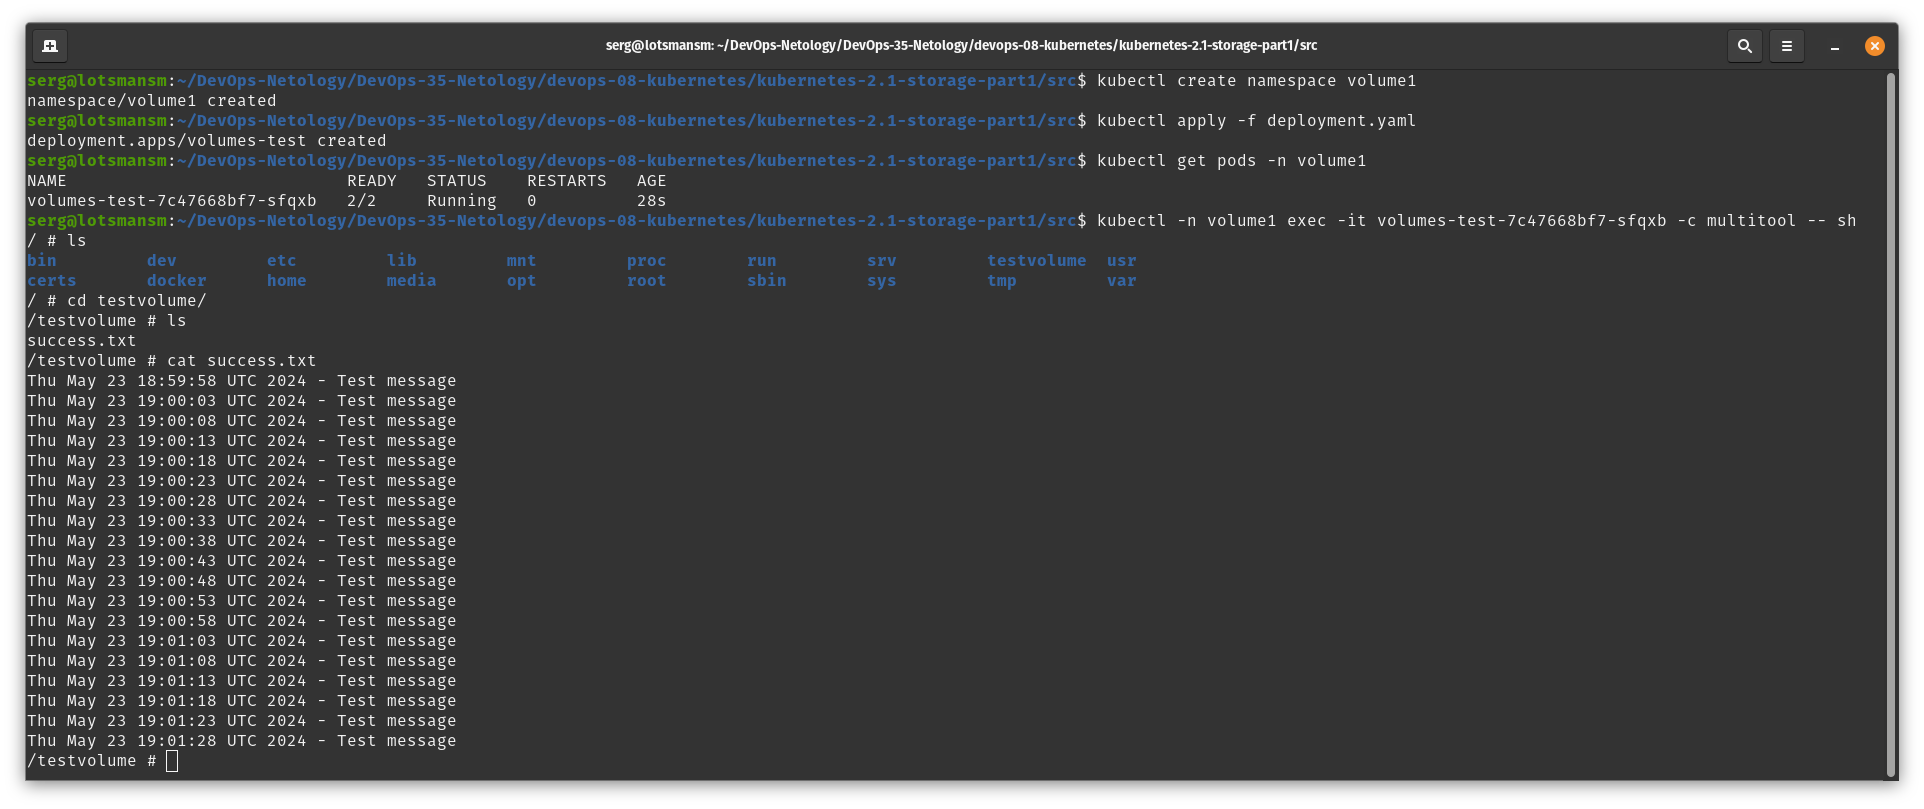 serg@lotsmansm: ~/DevOps-Netology/DevOps-35-Netology/devops-08-kubernetes/kubernetes-2.1-storage-part1/src
serg@lotsmansm:~/DevOps-Netology/DevOps-35-Netology/devops-08-kubernetes/kubernetes-2.1-storage-part1/src$ kubectl create namespace volume1
namespace/volume1 created
serg@lotsmansm:~/DevOps-Netology/DevOps-35-Netology/devops-08-kubernetes/kubernetes-2.1-storage-part1/src$ kubectl apply -f deployment.yaml
deployment.apps/volumes-test created
serg@lotsmansm:~/DevOps-Netology/DevOps-35-Netology/devops-08-kubernetes/kubernetes-2.1-storage-part1/src$ kubectl get pods -n volume1
NAME                            READY   STATUS    RESTARTS   AGE
volumes-test-7c47668bf7-sfqxb   2/2     Running   0          28s
serg@lotsmansm:~/DevOps-Netology/DevOps-35-Netology/devops-08-kubernetes/kubernetes-2.1-storage-part1/src$ kubectl -n volume1 exec -it volumes-test-7c47668bf7-sfqxb -c multitool -- sh
/ # ls
bin         dev         etc         lib         mnt         proc        run         srv         testvolume  usr
certs       docker      home        media       opt         root        sbin        sys         tmp         var
/ # cd testvolume/
/testvolume # ls
success.txt
/testvolume # cat success.txt
Thu May 23 18:59:58 UTC 2024 - Test message
Thu May 23 19:00:03 UTC 2024 - Test message
Thu May 23 19:00:08 UTC 2024 - Test message
Thu May 23 19:00:13 UTC 2024 - Test message
Thu May 23 19:00:18 UTC 2024 - Test message
Thu May 23 19:00:23 UTC 2024 - Test message
Thu May 23 19:00:28 UTC 2024 - Test message
Thu May 23 19:00:33 UTC 2024 - Test message
Thu May 23 19:00:38 UTC 2024 - Test message
Thu May 23 19:00:43 UTC 2024 - Test message
Thu May 23 19:00:48 UTC 2024 - Test message
Thu May 23 19:00:53 UTC 2024 - Test message
Thu May 23 19:00:58 UTC 2024 - Test message
Thu May 23 19:01:03 UTC 2024 - Test message
Thu May 23 19:01:08 UTC 2024 - Test message
Thu May 23 19:01:13 UTC 2024 - Test message
Thu May 23 19:01:18 UTC 2024 - Test message
Thu May 23 19:01:23 UTC 2024 - Test message
Thu May 23 19:01:28 UTC 2024 - Test message
/testvolume #